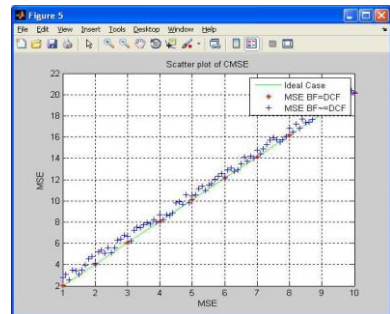 Figure 5
File Edit View Insert Tools Desktop Window Help
Scatter plot of CMSE
Ideal Case
MSE BF=DCF
MSE BF~=DCF
22
20
18
16
14
12
10
8
6
4
2
MSE
1 2 3 4 5 6 7 8 9 10
MSE